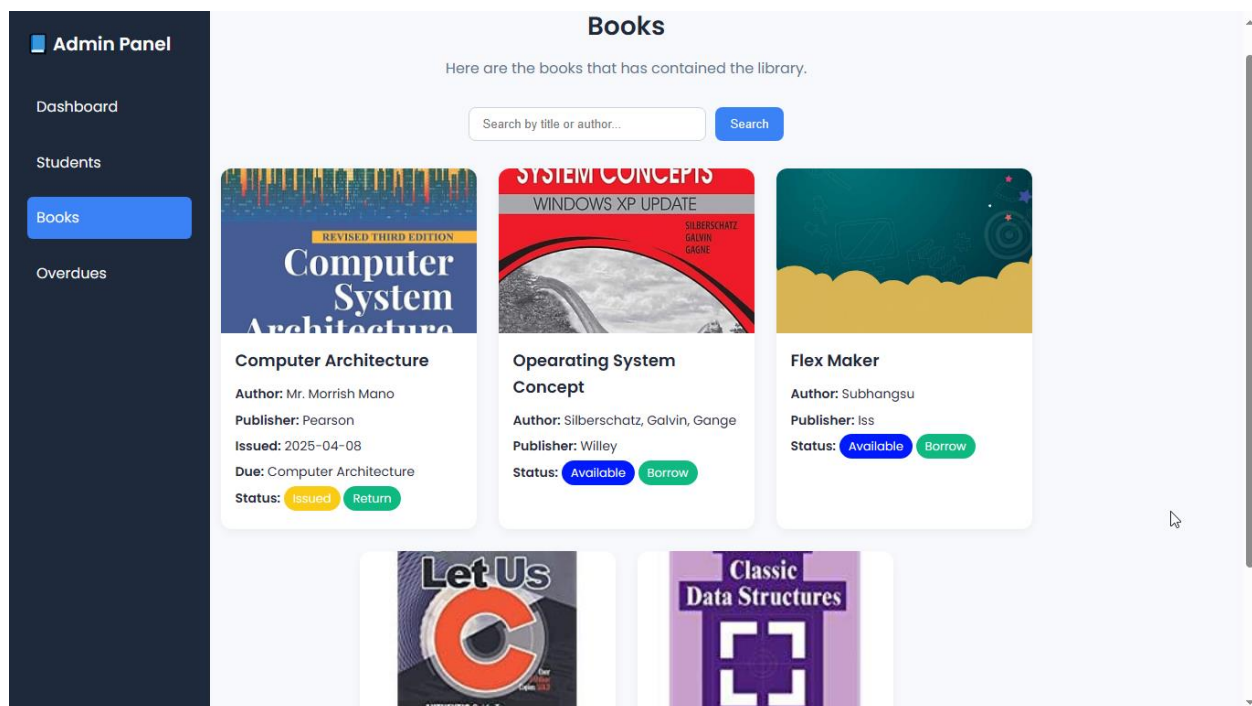 Books
Admin Panel
Here are the books that has contained the library.
Dashboard
Search by title or author...
Search
Students
Books
Overdues
REVISED THIRD EDITION
Computer
System
Architecture
SYSTEM CONCEPTS
WINDOWS XP UPDATE
SILBERSCHATZ
GALVIN
GAGNE
Computer Architecture
Author: Mr. Morrish Mano
Publisher: Pearson
Issued: 2025-04-08
Due: Computer Architecture
Status: Issued Return
Opearating System
Concept
Author: Silberschatz, Galvin, Gange
Publisher: Willey
Status: Available Borrow
Flex Maker
Author: Subhangsu
Publisher: Iss
Status: Available Borrow
Let Us
C
Classic
Data Structures